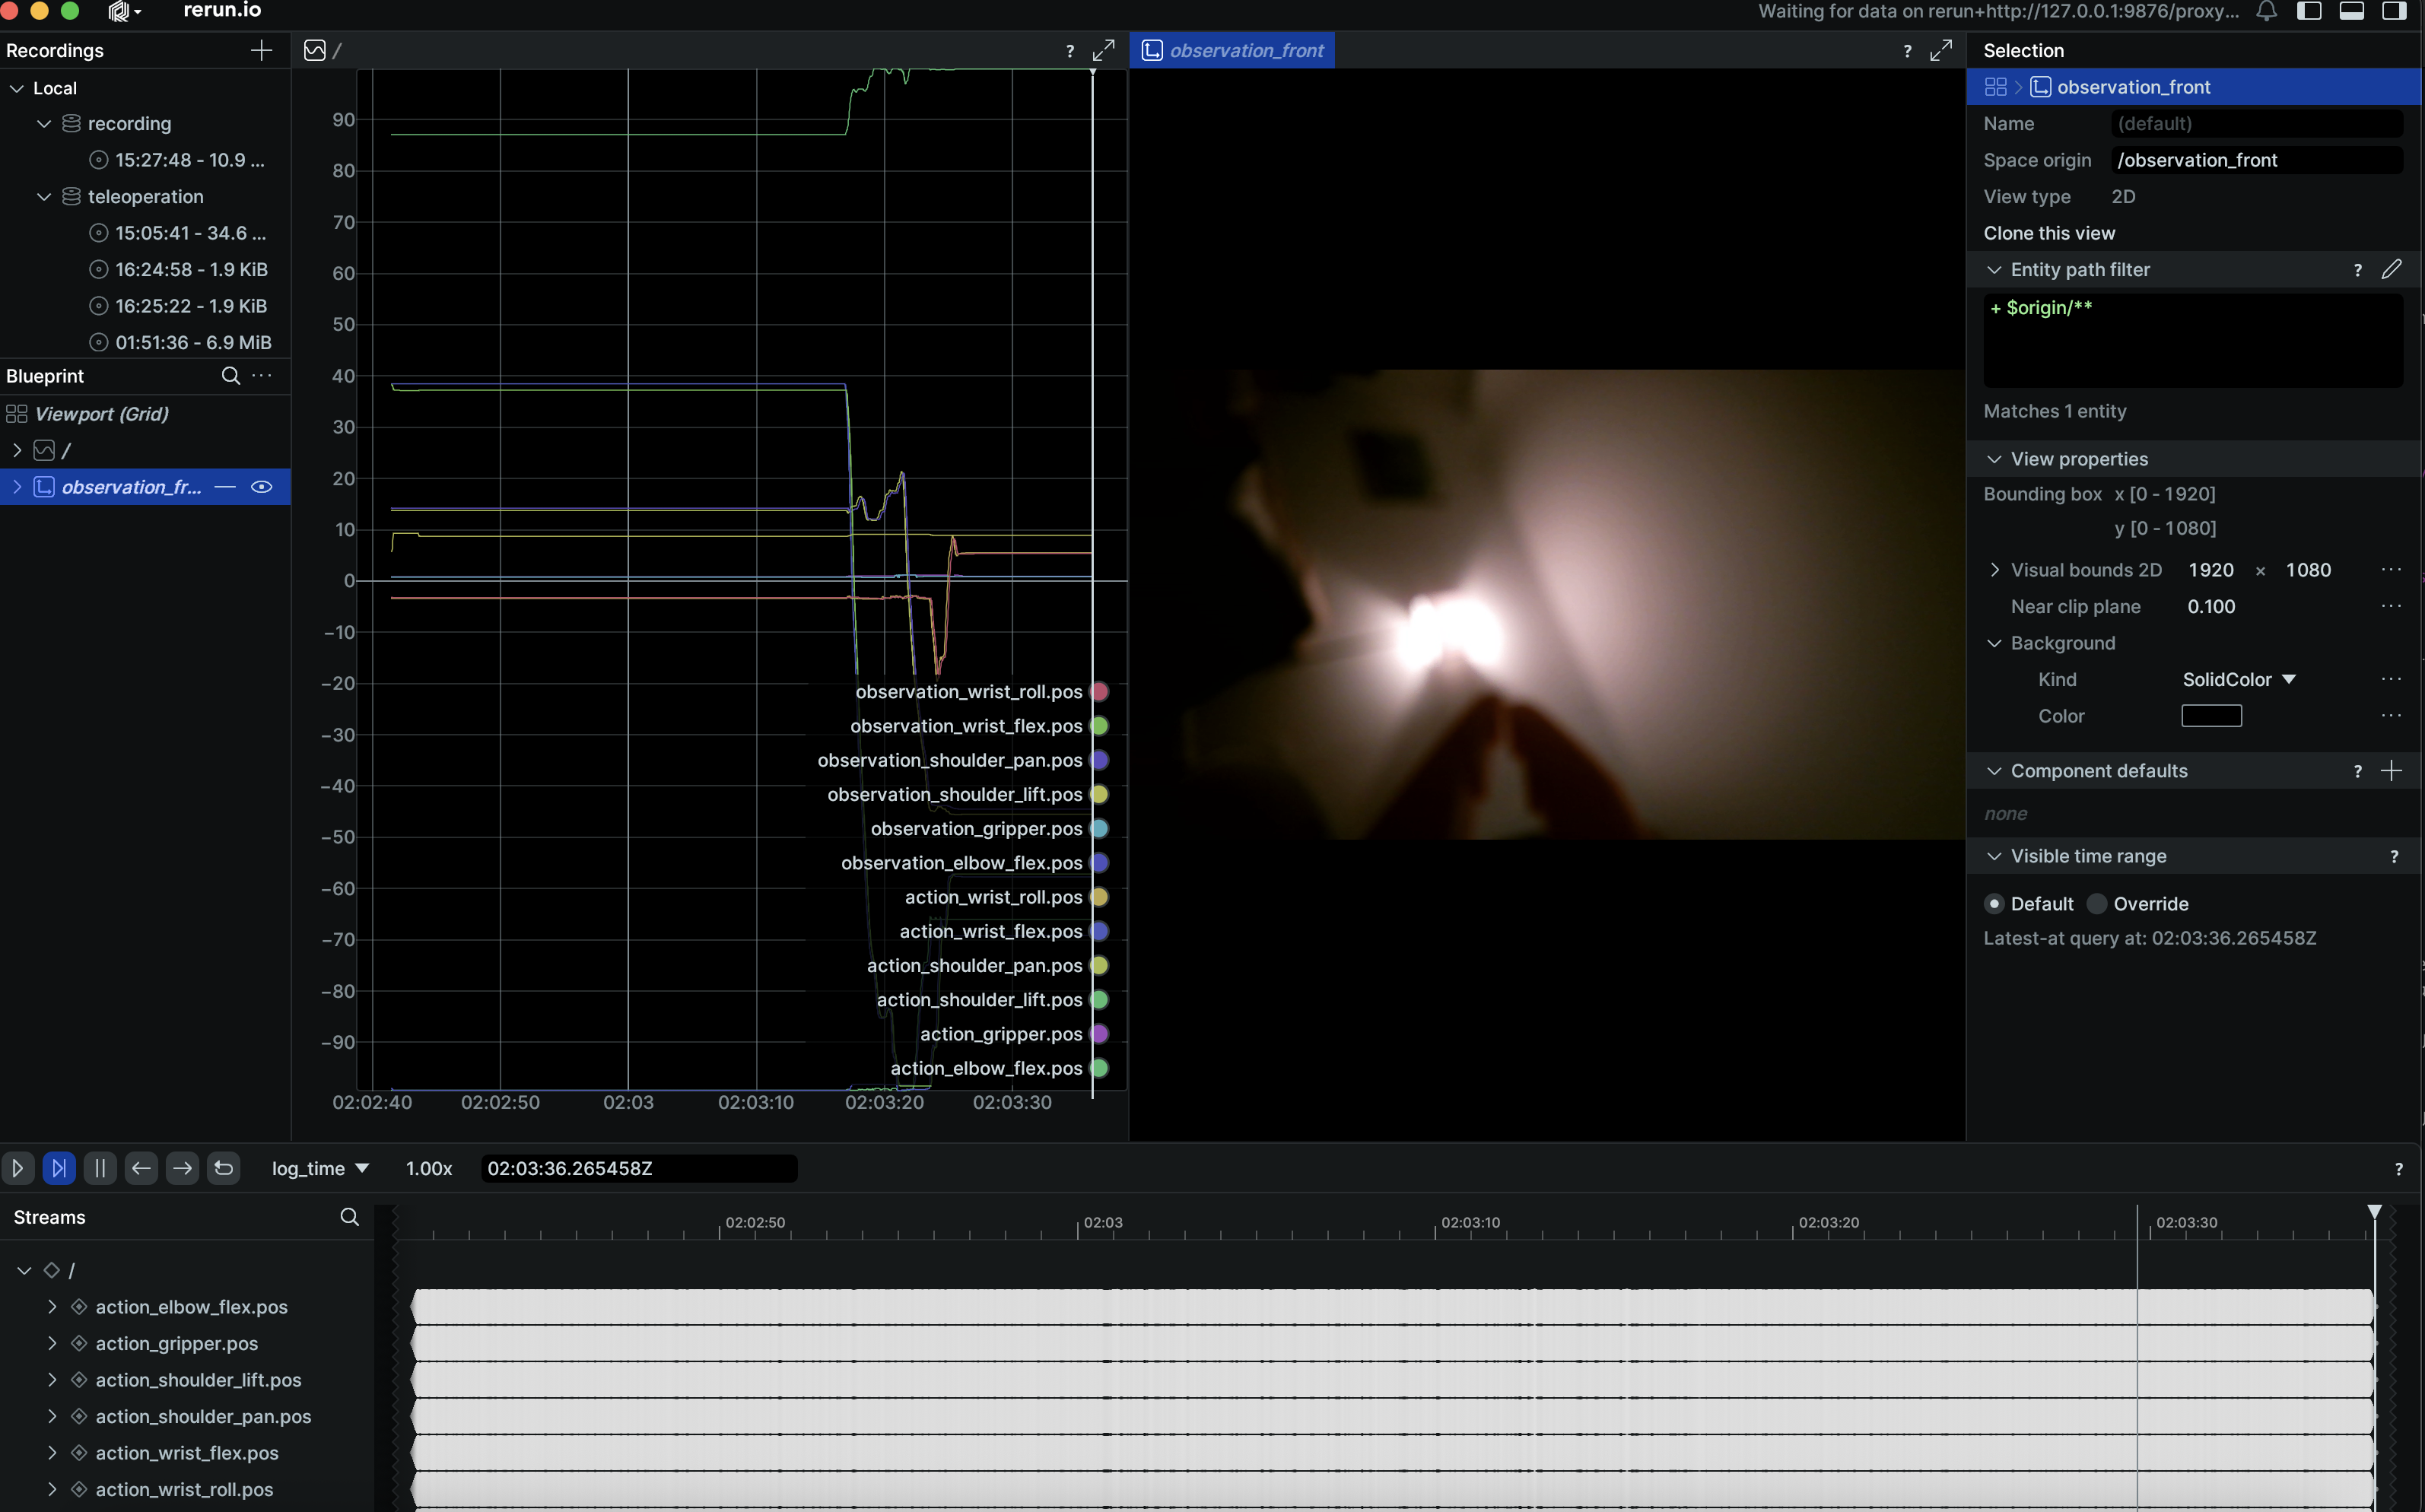 rerun.io
Waiting for data on rerun+http://127.0.0.1:9876/proxy...
Recordings
Local
recording
15:27:48 - 10.9 ...
teleoperation
15:05:41 - 34.6 ...
16:24:58 - 1.9 KiB
16:25:22 - 1.9 KiB
01:51:36 - 6.9 MiB
Blueprint
Viewport (Grid)
/
observation_fr...
/
?
90
80
70
60
50
40
30
20
10
0
−10
−20
−30
−40
−50
−60
−70
−80
−90
observation_wrist_roll.pos
observation_wrist_flex.pos
observation_shoulder_pan.pos
observation_shoulder_lift.pos
observation_gripper.pos
observation_elbow_flex.pos
action_wrist_roll.pos
action_wrist_flex.pos
action_shoulder_pan.pos
action_shoulder_lift.pos
action_gripper.pos
action_elbow_flex.pos
02:02:40 02:02:50 02:03 02:03:10 02:03:20 02:03:30
observation_front
?
Selection
observation_front
Name (default)
Space origin /observation_front
View type 2D
Clone this view
Entity path filter ?
+ $origin/**
Matches 1 entity
View properties
Bounding box x [0 - 1920]
y [0 - 1080]
Visual bounds 2D 1920 × 1080 ...
Near clip plane 0.100 ...
Background
Kind SolidColor ...
Color ...
Component defaults ?
none
Visible time range ?
Default Override
Latest-at query at: 02:03:36.265458Z
log_time 1.00x 02:03:36.265458Z ?
Streams
02:02:50 02:03 02:03:10 02:03:20 02:03:30
/
action_elbow_flex.pos
action_gripper.pos
action_shoulder_lift.pos
action_shoulder_pan.pos
action_wrist_flex.pos
action_wrist_roll.pos